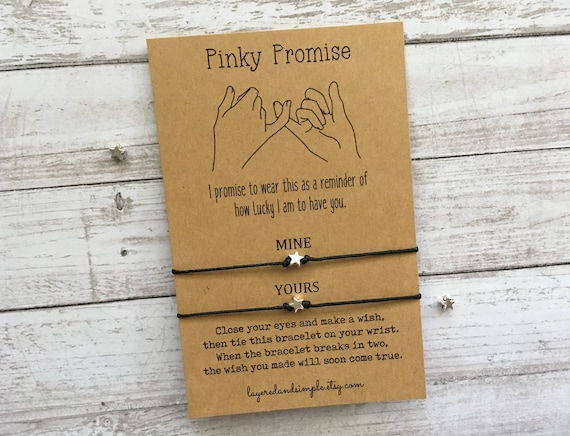 Pinky Promise
I promise to wear this as a reminder of
how lucky I am to have you.
MINE
YOURS
Close your eyes and make a wish,
then tie this bracelet on your wrist.
When the bracelet breaks in two,
the wish you made will soon come true.
layeredandsimple.etsy.com